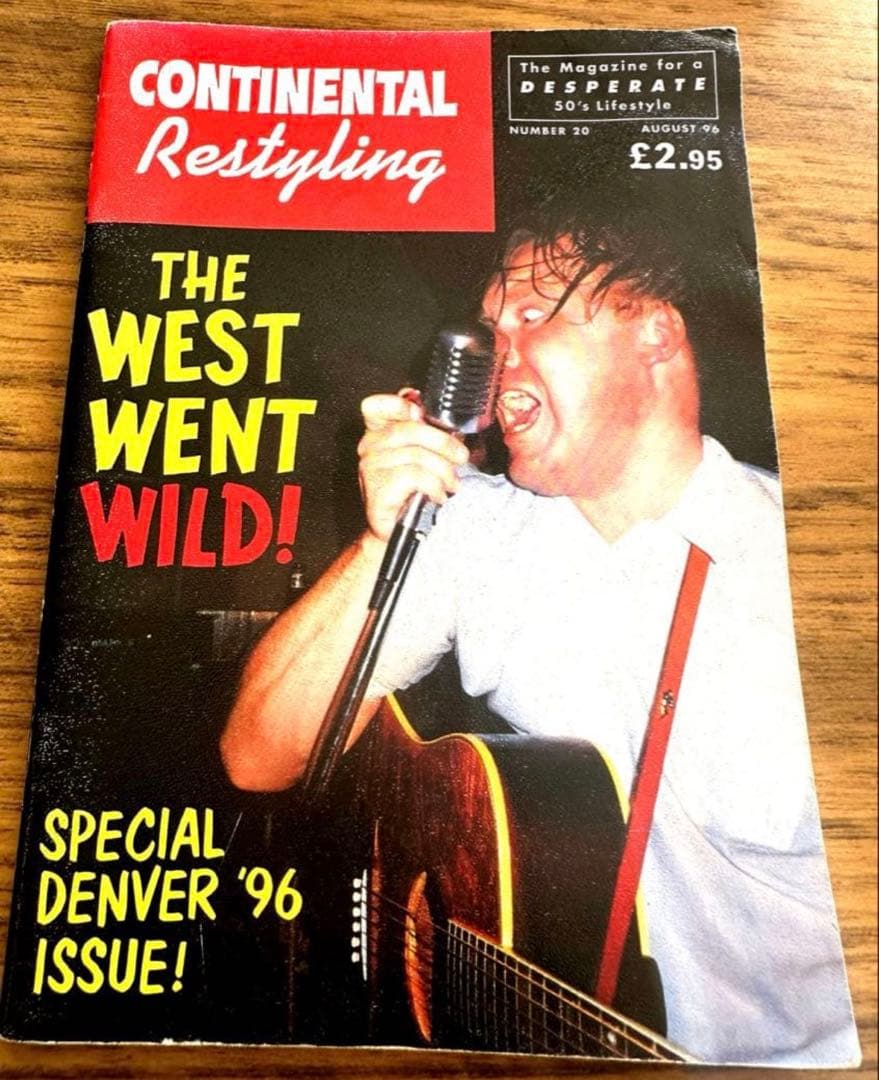 CONTINENTAL
Restyling
The Magazine for a
DESPERATE
50's Lifestyle
NUMBER 20 AUGUST 96
£2.95
THE
WEST
WENT
WILD!
SPECIAL
DENVER '96
ISSUE!